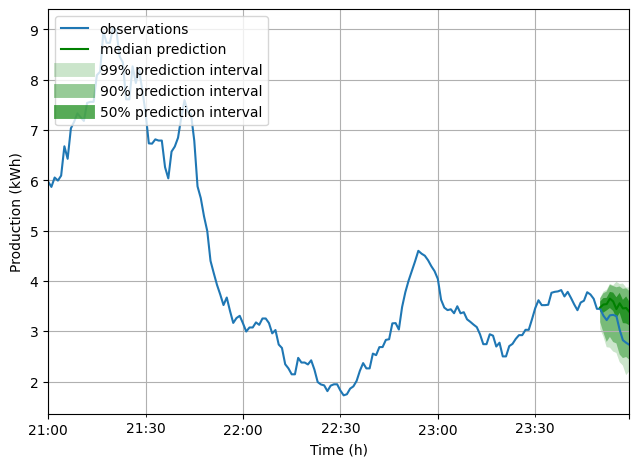 observations
median prediction
99% prediction interval
90% prediction interval
50% prediction interval
Production (kWh)
9
8
7
6
5
4
3
2
21:00 21:30 22:00 22:30 23:00 23:30
Time (h)